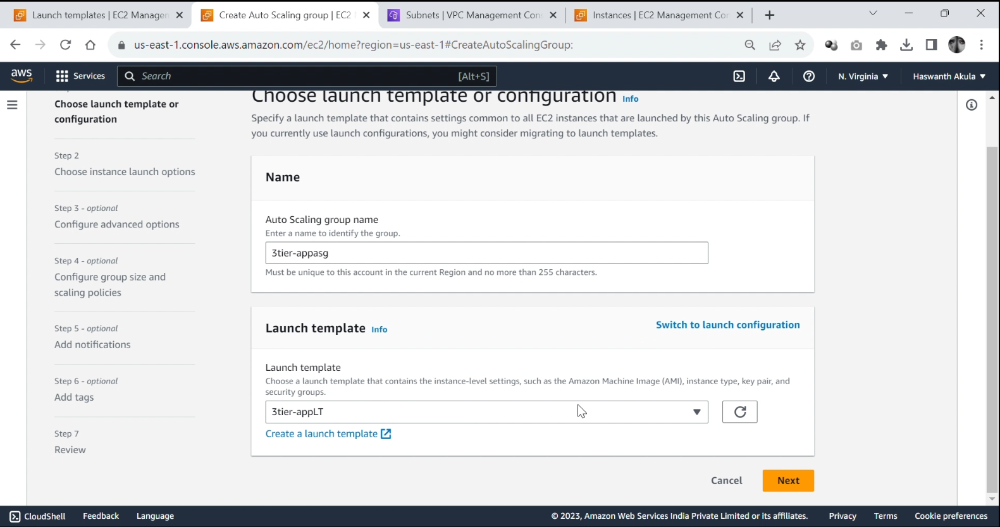 Launch templates | EC2 Managem
Create Auto Scaling group | EC2
Subnets | VPC Management Cons
Instances | EC2 Management Con
us-east-1.console.aws.amazon.com/ec2/home?region=us-east-1#CreateAutoScalingGroup:
aws
Services
Search
[Alt+S]
N. Virginia
Haswanth Akula
Choose launch template or
configuration
Step 2
Choose instance launch options
Step 3 - optional
Configure advanced options
Step 4 - optional
Configure group size and
scaling policies
Step 5 - optional
Add notifications
Step 6 - optional
Add tags
Step 7
Review
Choose launch template or configuration Info
Specify a launch template that contains settings common to all EC2 instances that are launched by this Auto Scaling group. If
you currently use launch configurations, you might consider migrating to launch templates.
Name
Auto Scaling group name
Enter a name to identify the group.
3tier-appasg
Must be unique to this account in the current Region and no more than 255 characters.
Launch template Info
Switch to launch configuration
Launch template
Choose a launch template that contains the instance-level settings, such as the Amazon Machine Image (AMI), instance type, key pair, and
security groups.
3tier-appLT
Create a launch template
Cancel
Next
CloudShell
Feedback
Language
© 2023, Amazon Web Services India Private Limited or its affiliates.
Privacy
Terms
Cookie preferences